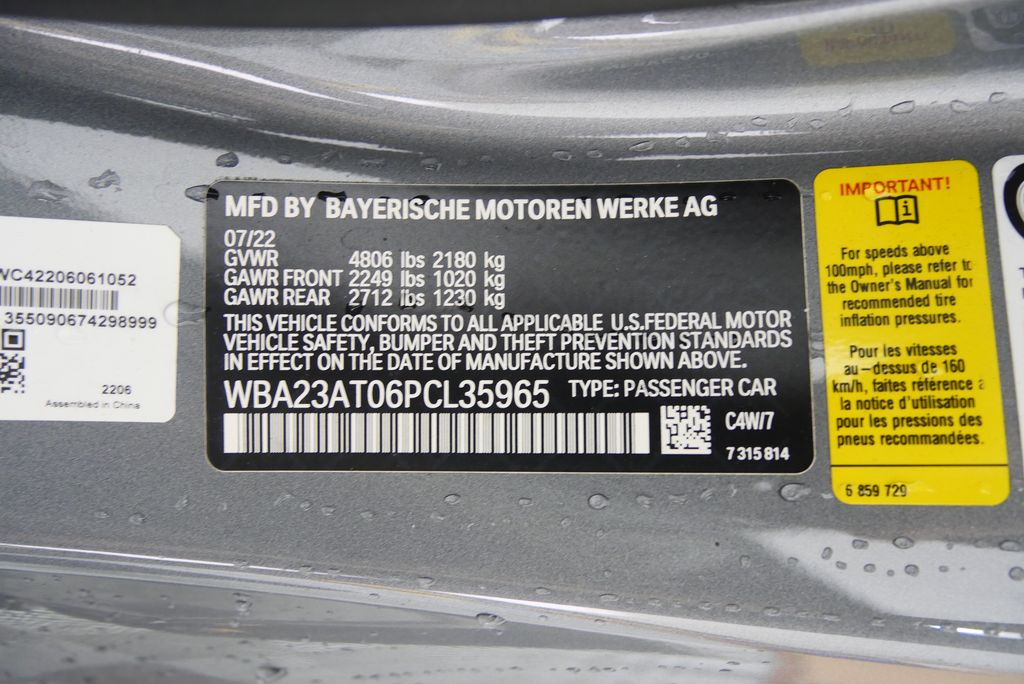 WC42206061052
355090674298999
2206
Assembled in China
MFD BY BAYERISCHE MOTOREN WERKE AG
07/22
GVWR 4806 lbs 2180 kg
GAWR FRONT 2249 lbs 1020 kg
GAWR REAR 2712 lbs 1230 kg
THIS VEHICLE CONFORMS TO ALL APPLICABLE U.S.FEDERAL MOTOR
VEHICLE SAFETY, BUMPER AND THEFT PREVENTION STANDARDS
IN EFFECT ON THE DATE OF MANUFACTURE SHOWN ABOVE.
WBA23AT06PCL35965 TYPE: PASSENGER CAR
C4W/7
7 315 814
IMPORTANT!
For speeds above
100mph, please refer to
the Owner's Manual for
recommended tire
inflation pressures.
Pour les vitesses
au-dessus de 160
km/h, faites référence à
la notice d'utilisation
pour les pressions des
pneus recommandées.
6 859 729